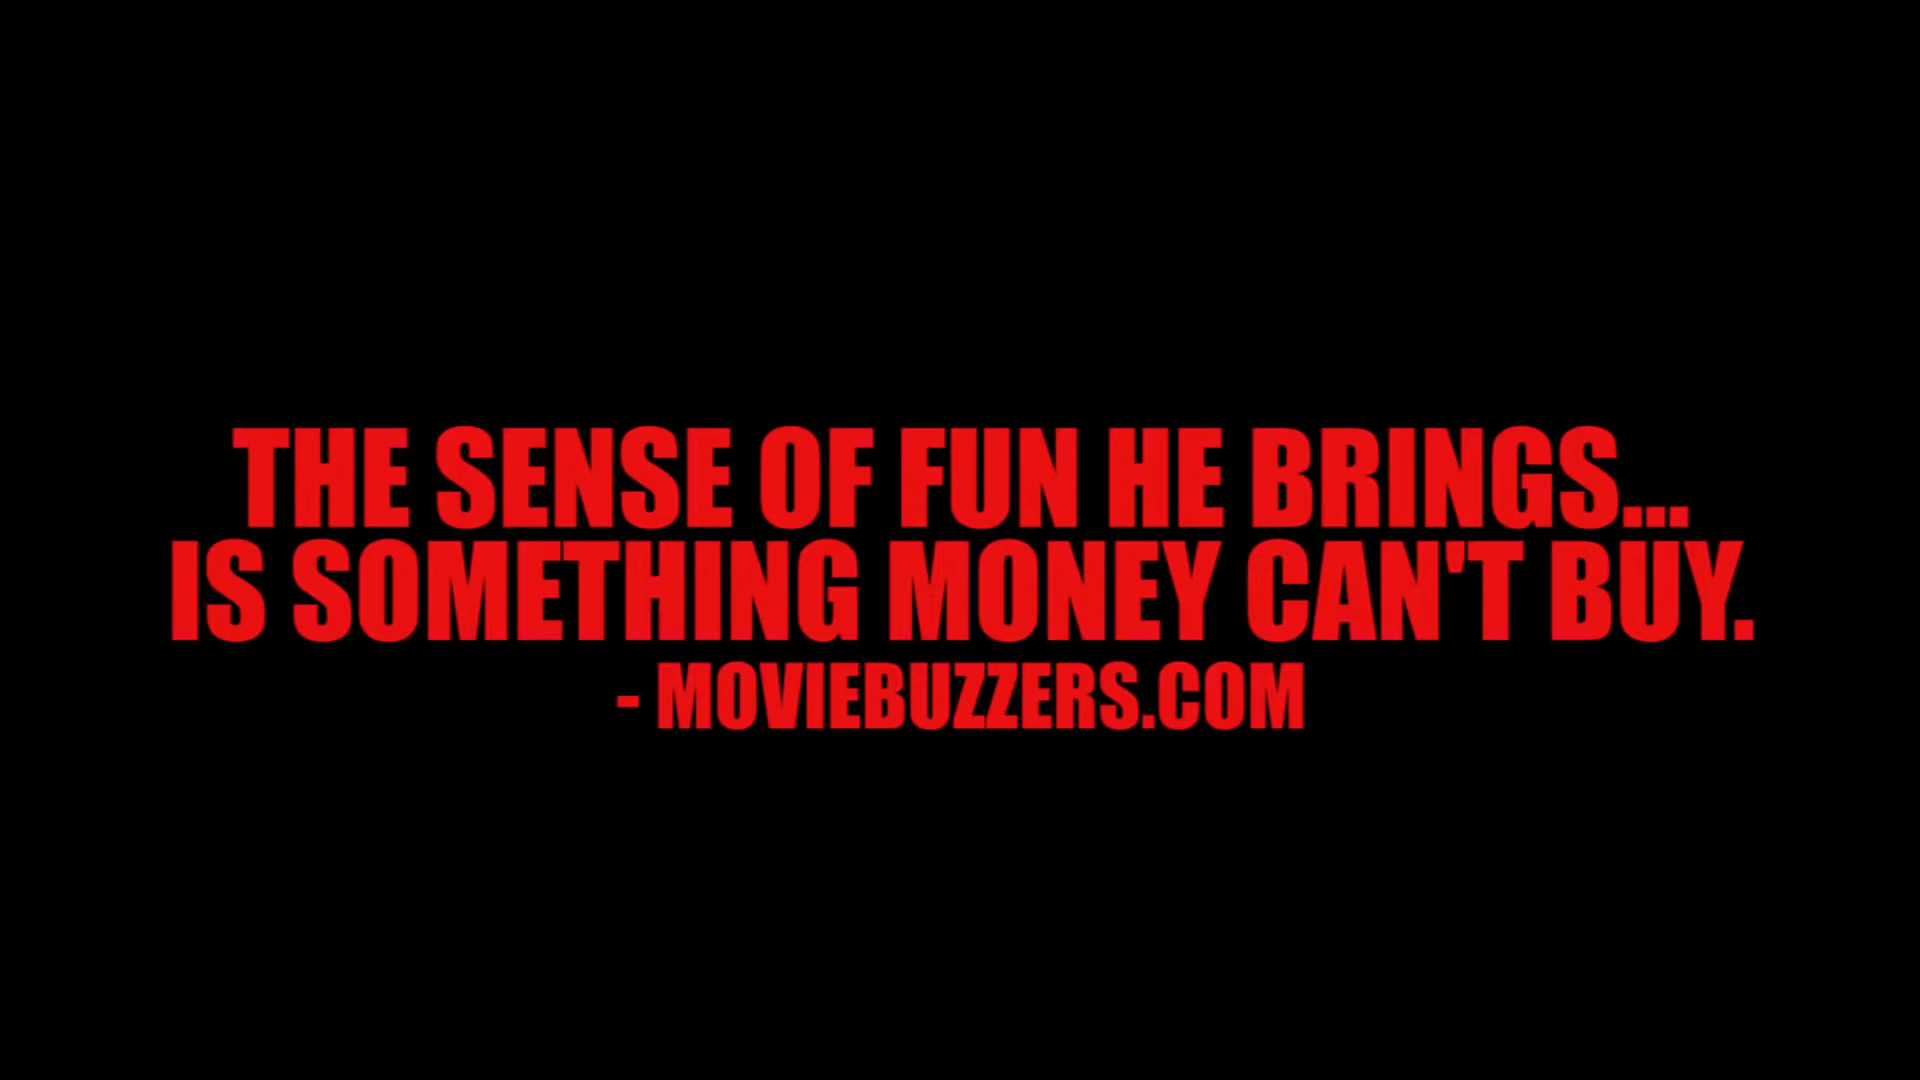 THE SENSE OF FUN HE BRINGS...
IS SOMETHING MONEY CAN'T BUY.
- MOVIEBUZZERS.COM